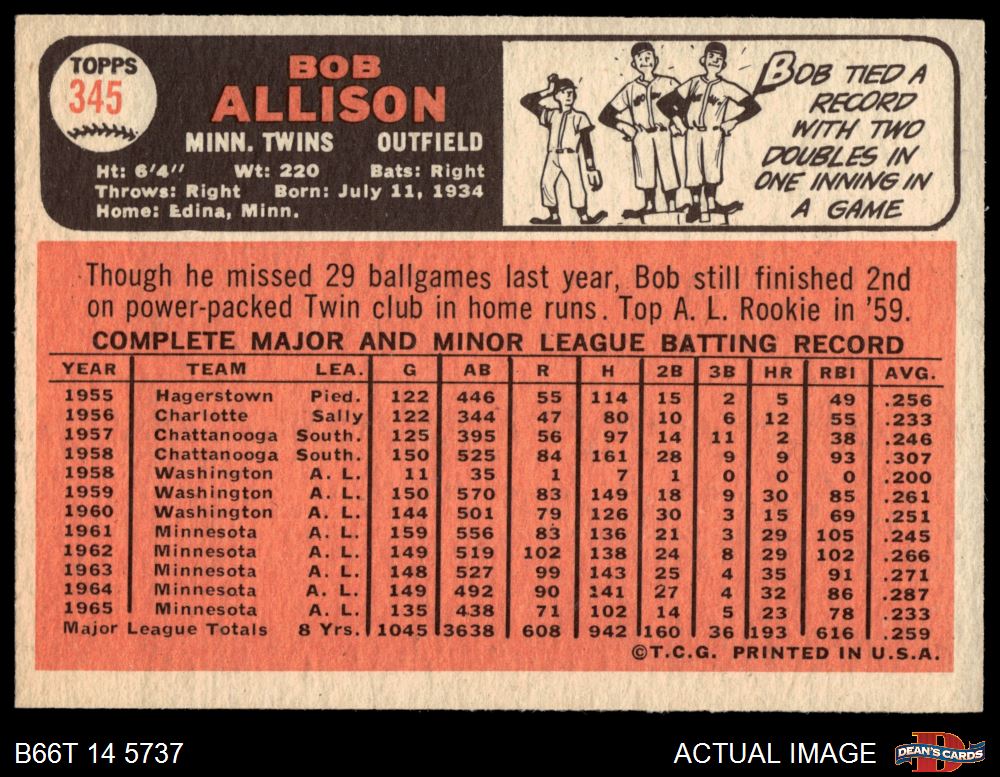 TOPPS
345
BOB
ALLISON
MINN. TWINS OUTFIELD
Ht: 6'4" Wt: 220 Bats: Right
Throws: Right Born: July 11, 1934
Home: Edina, Minn.
BOB TIED A
RECORD
WITH TWO
DOUBLES IN
ONE INNING IN
A GAME
Though he missed 29 ballgames last year, Bob still finished 2nd
on power-packed Twin club in home runs. Top A. L. Rookie in '59.
COMPLETE MAJOR AND MINOR LEAGUE BATTING RECORD
YEAR TEAM LEA. G AB R H 2B 3B HR RBI AVG.
1955 Hagerstown Pied. 122 446 55 114 15 2 5 49 .256
1956 Charlotte Sally 122 344 47 80 10 6 12 55 .233
1957 Chattanooga South. 125 395 56 97 14 11 2 38 .246
1958 Chattanooga South. 150 525 84 161 28 9 9 93 .307
1958 Washington A. L. 11 35 1 7 1 0 0 0 .200
1959 Washington A. L. 150 570 83 149 18 9 30 85 .261
1960 Washington A. L. 144 501 79 126 30 3 15 69 .251
1961 Minnesota A. L. 159 556 83 136 21 3 29 105 .245
1962 Minnesota A. L. 149 519 102 138 24 8 29 102 .266
1963 Minnesota A. L. 148 527 99 143 25 4 35 91 .271
1964 Minnesota A. L. 149 492 90 141 27 4 32 86 .287
1965 Minnesota A. L. 135 438 71 102 14 5 23 78 .233
Major League Totals 8 Yrs. 1045 3638 608 942 160 36 193 616 .259
©T.C.G. PRINTED IN U.S.A.
B66T 14 5737 ACTUAL IMAGE DEAN'S CARDS